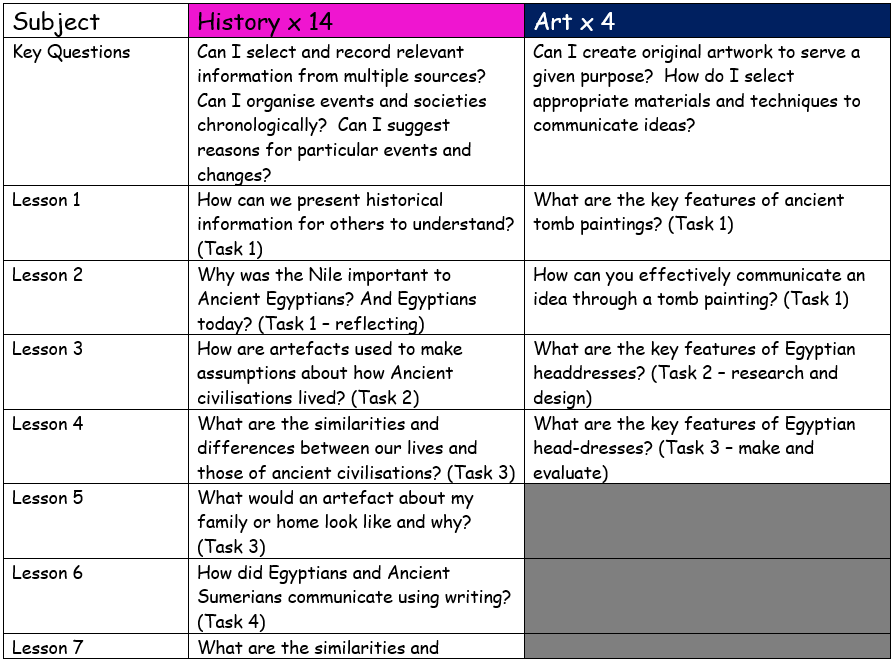 Subject
History x 14
Art x 4
Key Questions
Can I select and record relevant
information from multiple sources?
Can I organise events and societies
chronologically?  Can I suggest
reasons for particular events and
changes?
Can I create original artwork to serve a
given purpose?  How do I select
appropriate materials and techniques to
communicate ideas?
Lesson 1
How can we present historical
information for others to understand?
(Task 1)
What are the key features of ancient
tomb paintings? (Task 1)
Lesson 2
Why was the Nile important to
Ancient Egyptians? And Egyptians
today? (Task 1 – reflecting)
How can you effectively communicate an
idea through a tomb painting? (Task 1)
Lesson 3
How are artefacts used to make
assumptions about how Ancient
civilisations lived? (Task 2)
What are the key features of Egyptian
headdresses? (Task 2 – research and
design)
Lesson 4
What are the similarities and
differences between our lives and
those of ancient civilisations? (Task 3)
What are the key features of Egyptian
head-dresses? (Task 3 – make and
evaluate)
Lesson 5
What would an artefact about my
family or home look like and why?
(Task 3)
Lesson 6
How did Egyptians and Ancient
Sumerians communicate using writing?
(Task 4)
Lesson 7
What are the similarities and